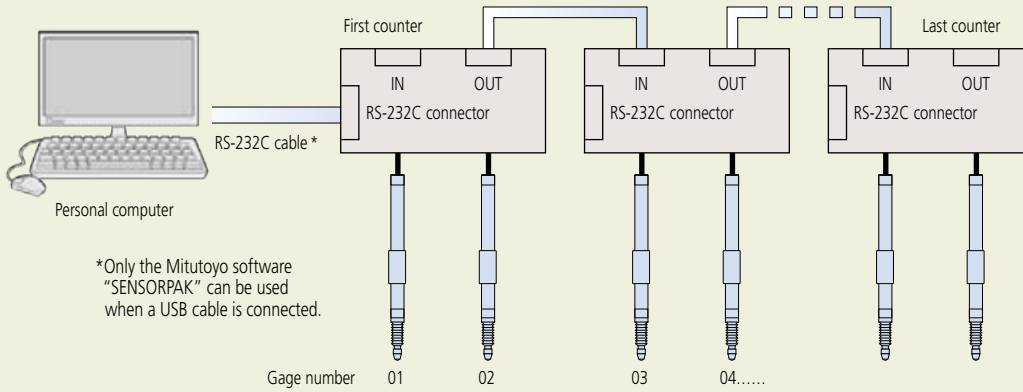 First counter
Last counter
IN
OUT
IN
OUT
IN
OUT
RS-232C connector
RS-232C connector
RS-232C connector
RS-232C cable *
Personal computer
*Only the Mitutoyo software
“SENSORPAK” can be used
when a USB cable is connected.
Gage number 01 02 03 04......